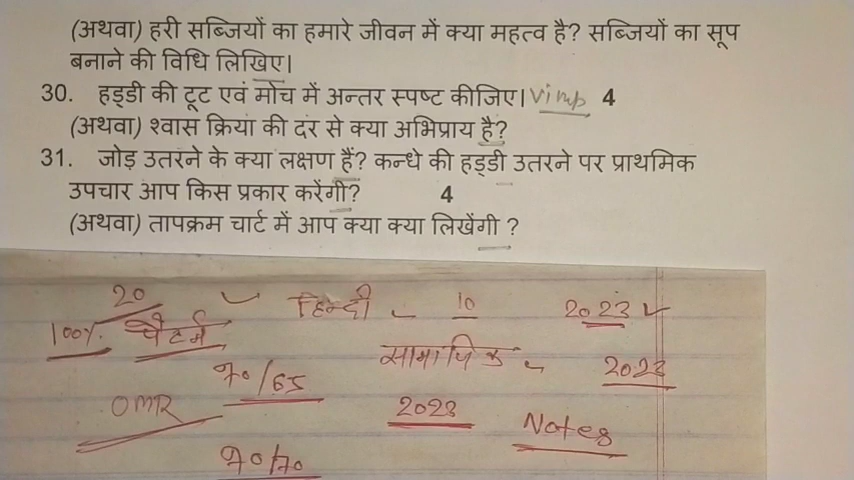 (अथवा) हरी सब्जियों का हमारे जीवन में क्या महत्व है? सब्जियों का सूप
बनाने की विधि लिखिए।
30. हड्डी की टूट एवं मोच में अन्तर स्पष्ट कीजिए। Vimp 4
(अथवा) श्वास क्रिया की दर से क्या अभिप्राय है?
31. जोड़ उतरने के क्या लक्षण हैं? कन्धे की हड्डी उतरने पर प्राथमिक
उपचार आप किस प्रकार करेंगी? 4
(अथवा) तापक्रम चार्ट में आप क्या क्या लिखेंगी ?
20 हिन्दी 10 2023
100%. पैटर्न सामाजिक 2023
70/65
OMR 2023 Notes
70/70